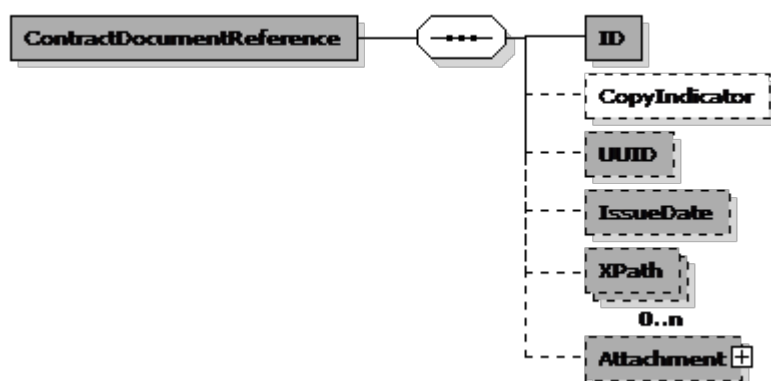 ContractDocumentReference
ID
CopyIndicator
UUID
IssueDate
XPath
0..n
Attachment